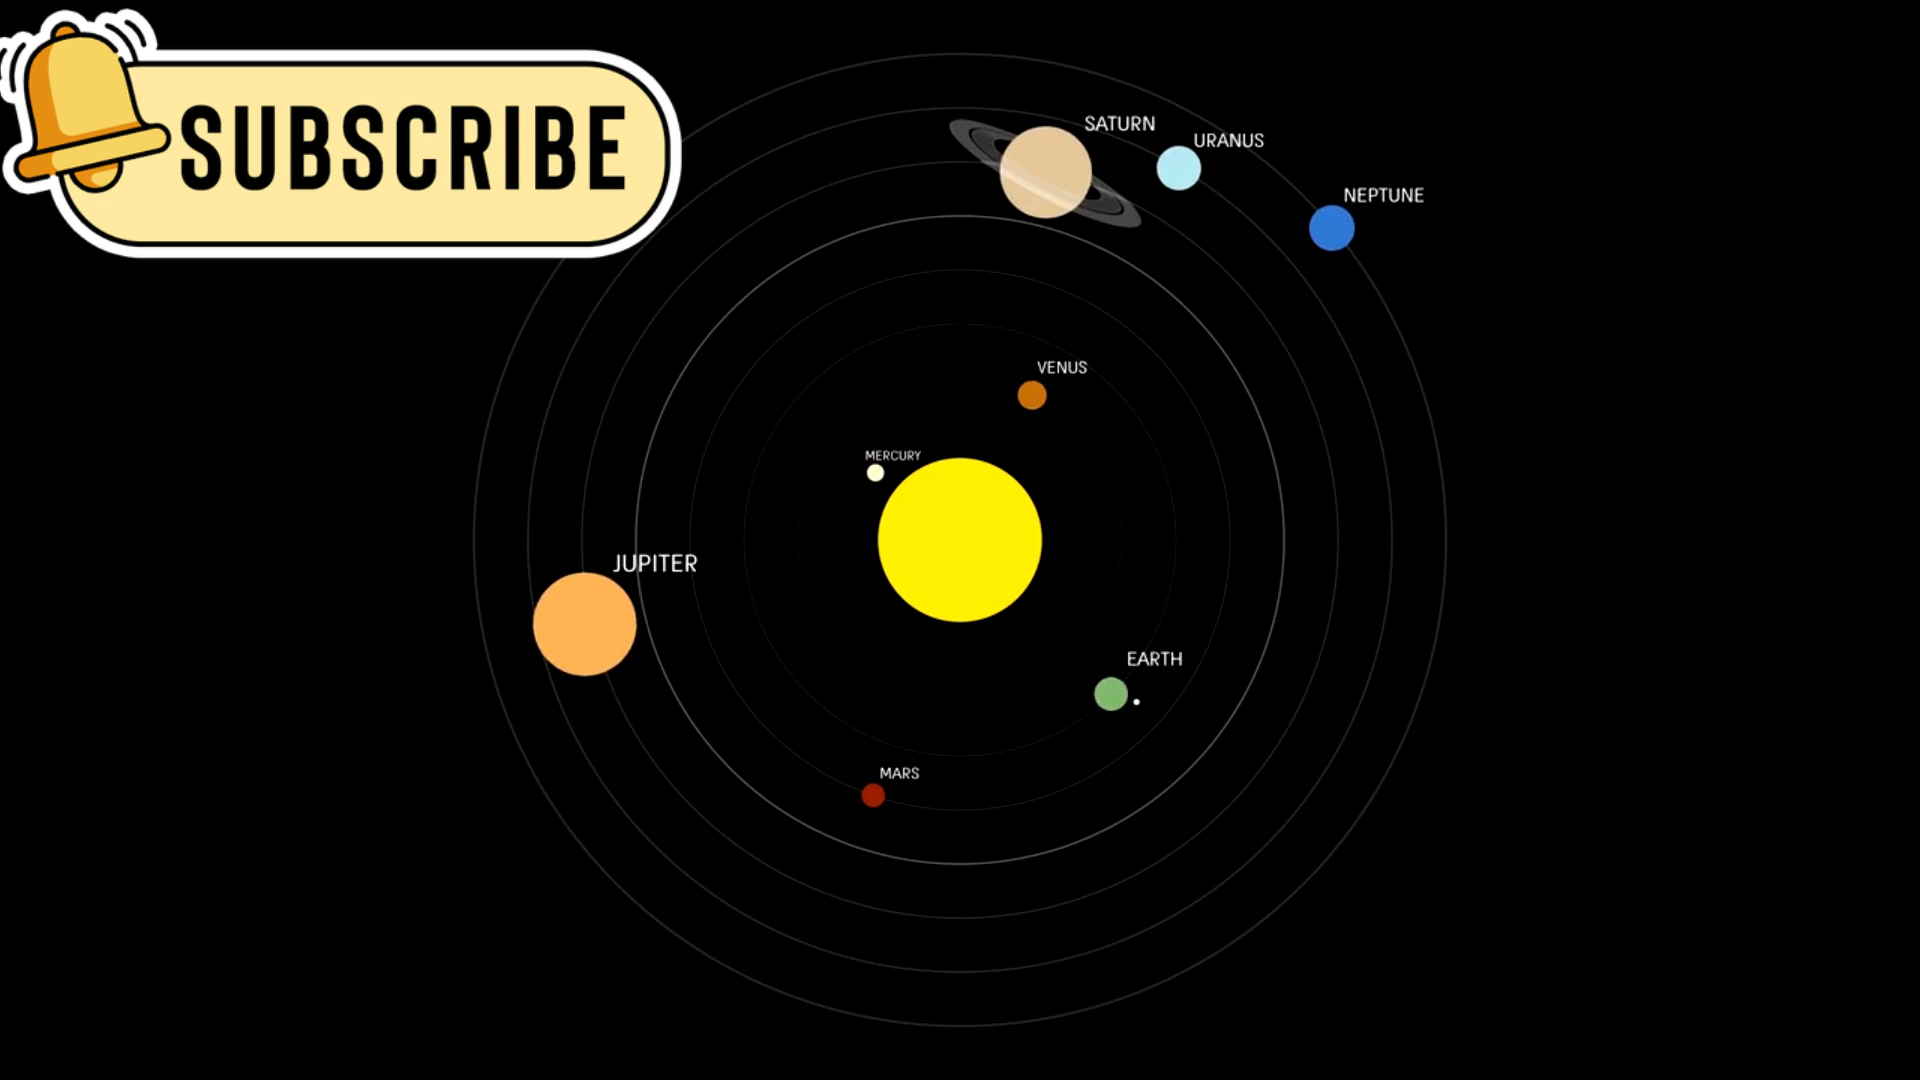 SUBSCRIBE
SATURN
URANUS
NEPTUNE
VENUS
MERCURY
JUPITER
EARTH
MARS